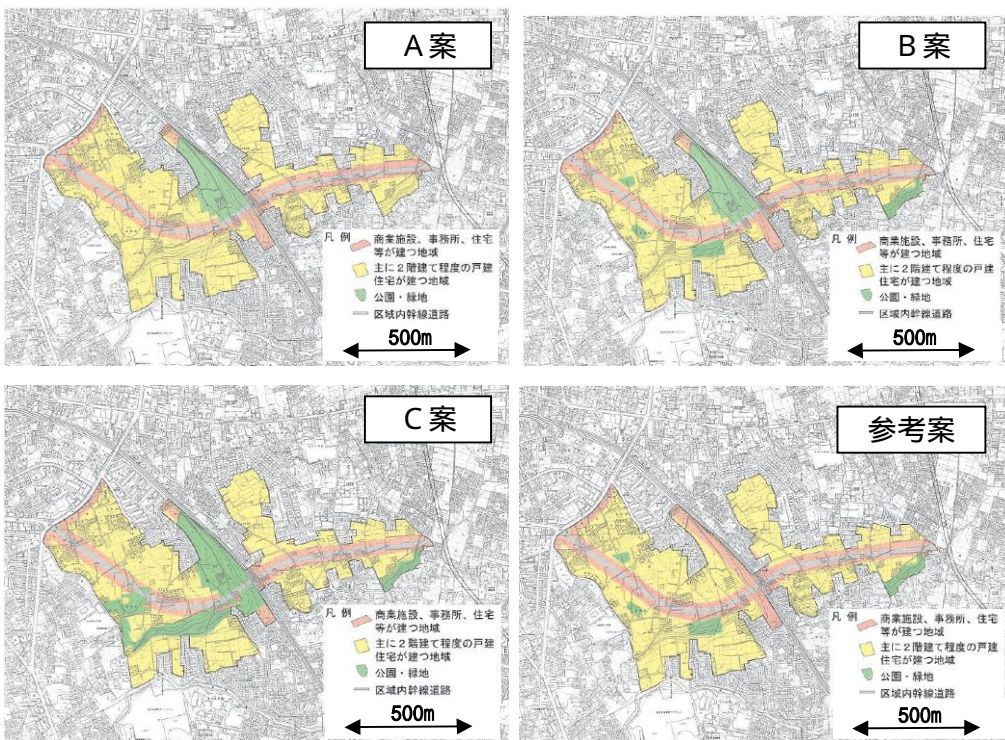 A案
凡 例
商業施設、事務所、住宅
等が建つ地域
主に2階建て程度の戸建
住宅が建つ地域
公園・緑地
区域内幹線道路
500m
B案
凡 例
商業施設、事務所、住宅
等が建つ地域
主に2階建て程度の戸建
住宅が建つ地域
公園・緑地
区域内幹線道路
500m
C案
凡 例
商業施設、事務所、住宅
等が建つ地域
主に2階建て程度の戸建
住宅が建つ地域
公園・緑地
区域内幹線道路
500m
参考案
凡 例
商業施設、事務所、住宅
等が建つ地域
主に2階建て程度の戸建
住宅が建つ地域
公園・緑地
区域内幹線道路
500m